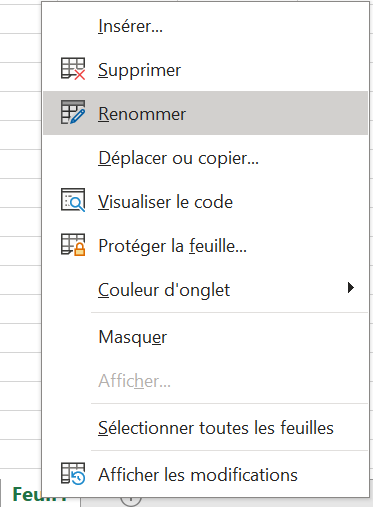 Insérer...
Supprimer
Renommer
Déplacer ou copier...
Visualiser le code
Protéger la feuille...
Couleur d'onglet
Masquer
Afficher...
Sélectionner toutes les feuilles
Afficher les modifications